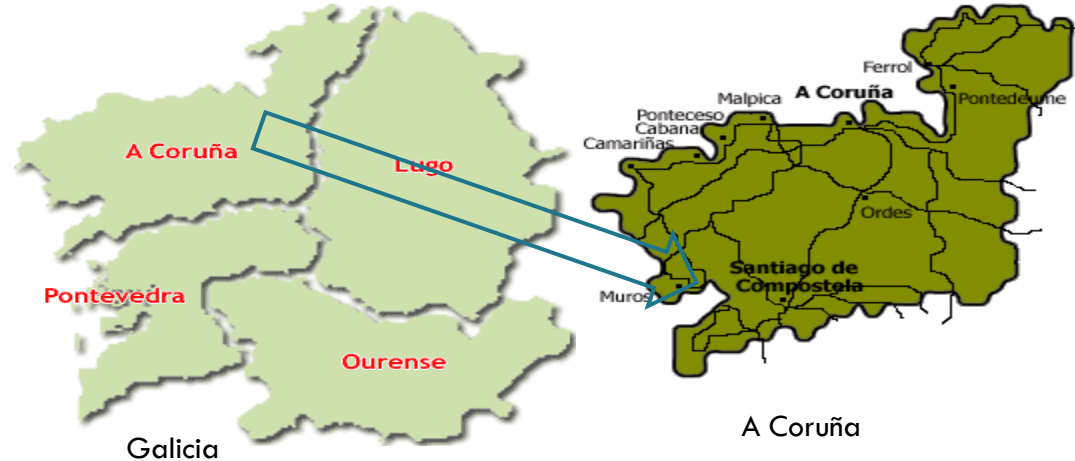 A Coruña
Lugo
Pontevedra
Ourense
Galicia
Ferrol
A Coruña
Pontedeume
Malpica
Ponteceso
Cabana
Camariñas
Ordes
Santiago de
Compostela
Muros
A Coruña